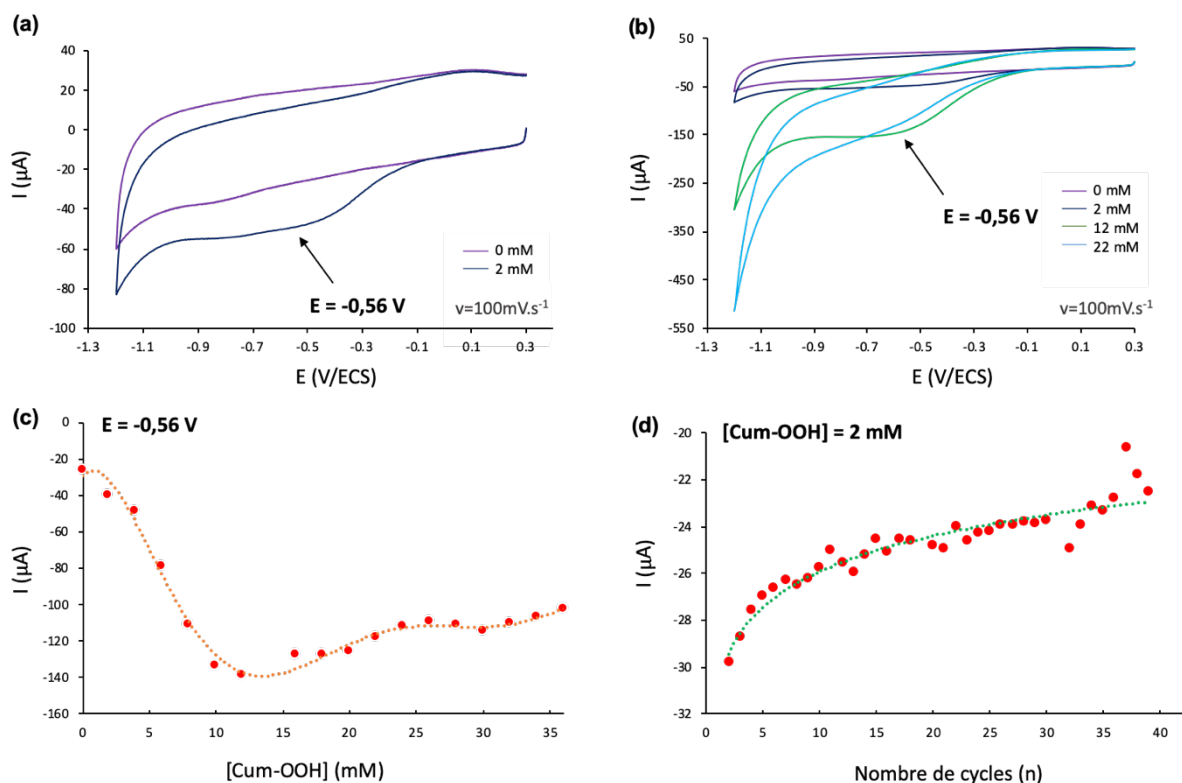 (a)
40
20
0
-20
-40
-60
-80
-100
I (µA)
-1.3 -1.1 -0.9 -0.7 -0.5 -0.3 -0.1 0.1 0.3
E (V/ECS)
E = -0,56 V
0 mM
2 mM
v=100mV.s⁻¹
(b)
50
-50
-150
-250
-350
-450
-550
I (µA)
-1.3 -1.1 -0.9 -0.7 -0.5 -0.3 -0.1 0.1 0.3
E (V/ECS)
E = -0,56 V
0 mM
2 mM
12 mM
22 mM
v=100mV.s⁻¹
(c)
E = -0,56 V
0
-20
-40
-60
-80
-100
-120
-140
-160
I (µA)
0 5 10 15 20 25 30 35
[Cum-OOH] (mM)
(d)
[Cum-OOH] = 2 mM
-20
-22
-24
-26
-28
-30
-32
I (µA)
0 10 20 30 40
Nombre de cycles (n)